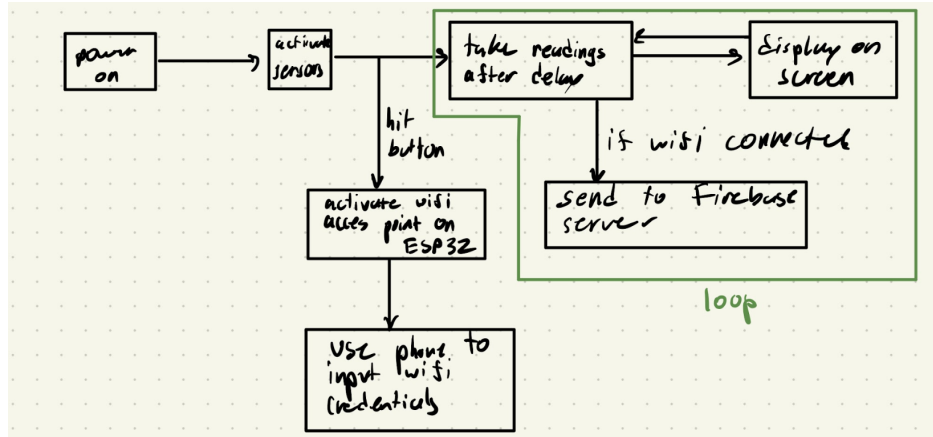 power
on
activate
sensors
take readings
after delay
display on
screen
hit
button
if wifi connected
activate wifi
acces point on
ESP32
send to Firebase
server
loop
use phone to
input wifi
credentials